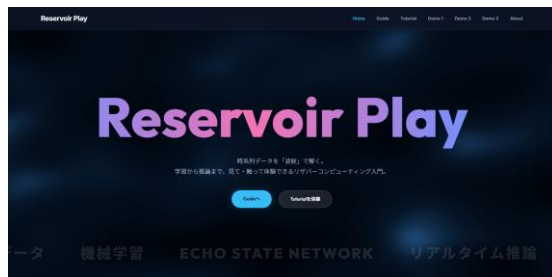 Reservoir Play
Home Guide Tutorial Demo 1 Demo 2 Demo 3 About
Reservoir Play
時系列データを「波紋」で解く。
学習から推論まで、見て・触って体験できるリザバーコンピューティング入門。
Guideへ Tutorialを体験
ータ 機械学習 ECHO STATE NETWORK リアルタイム推論